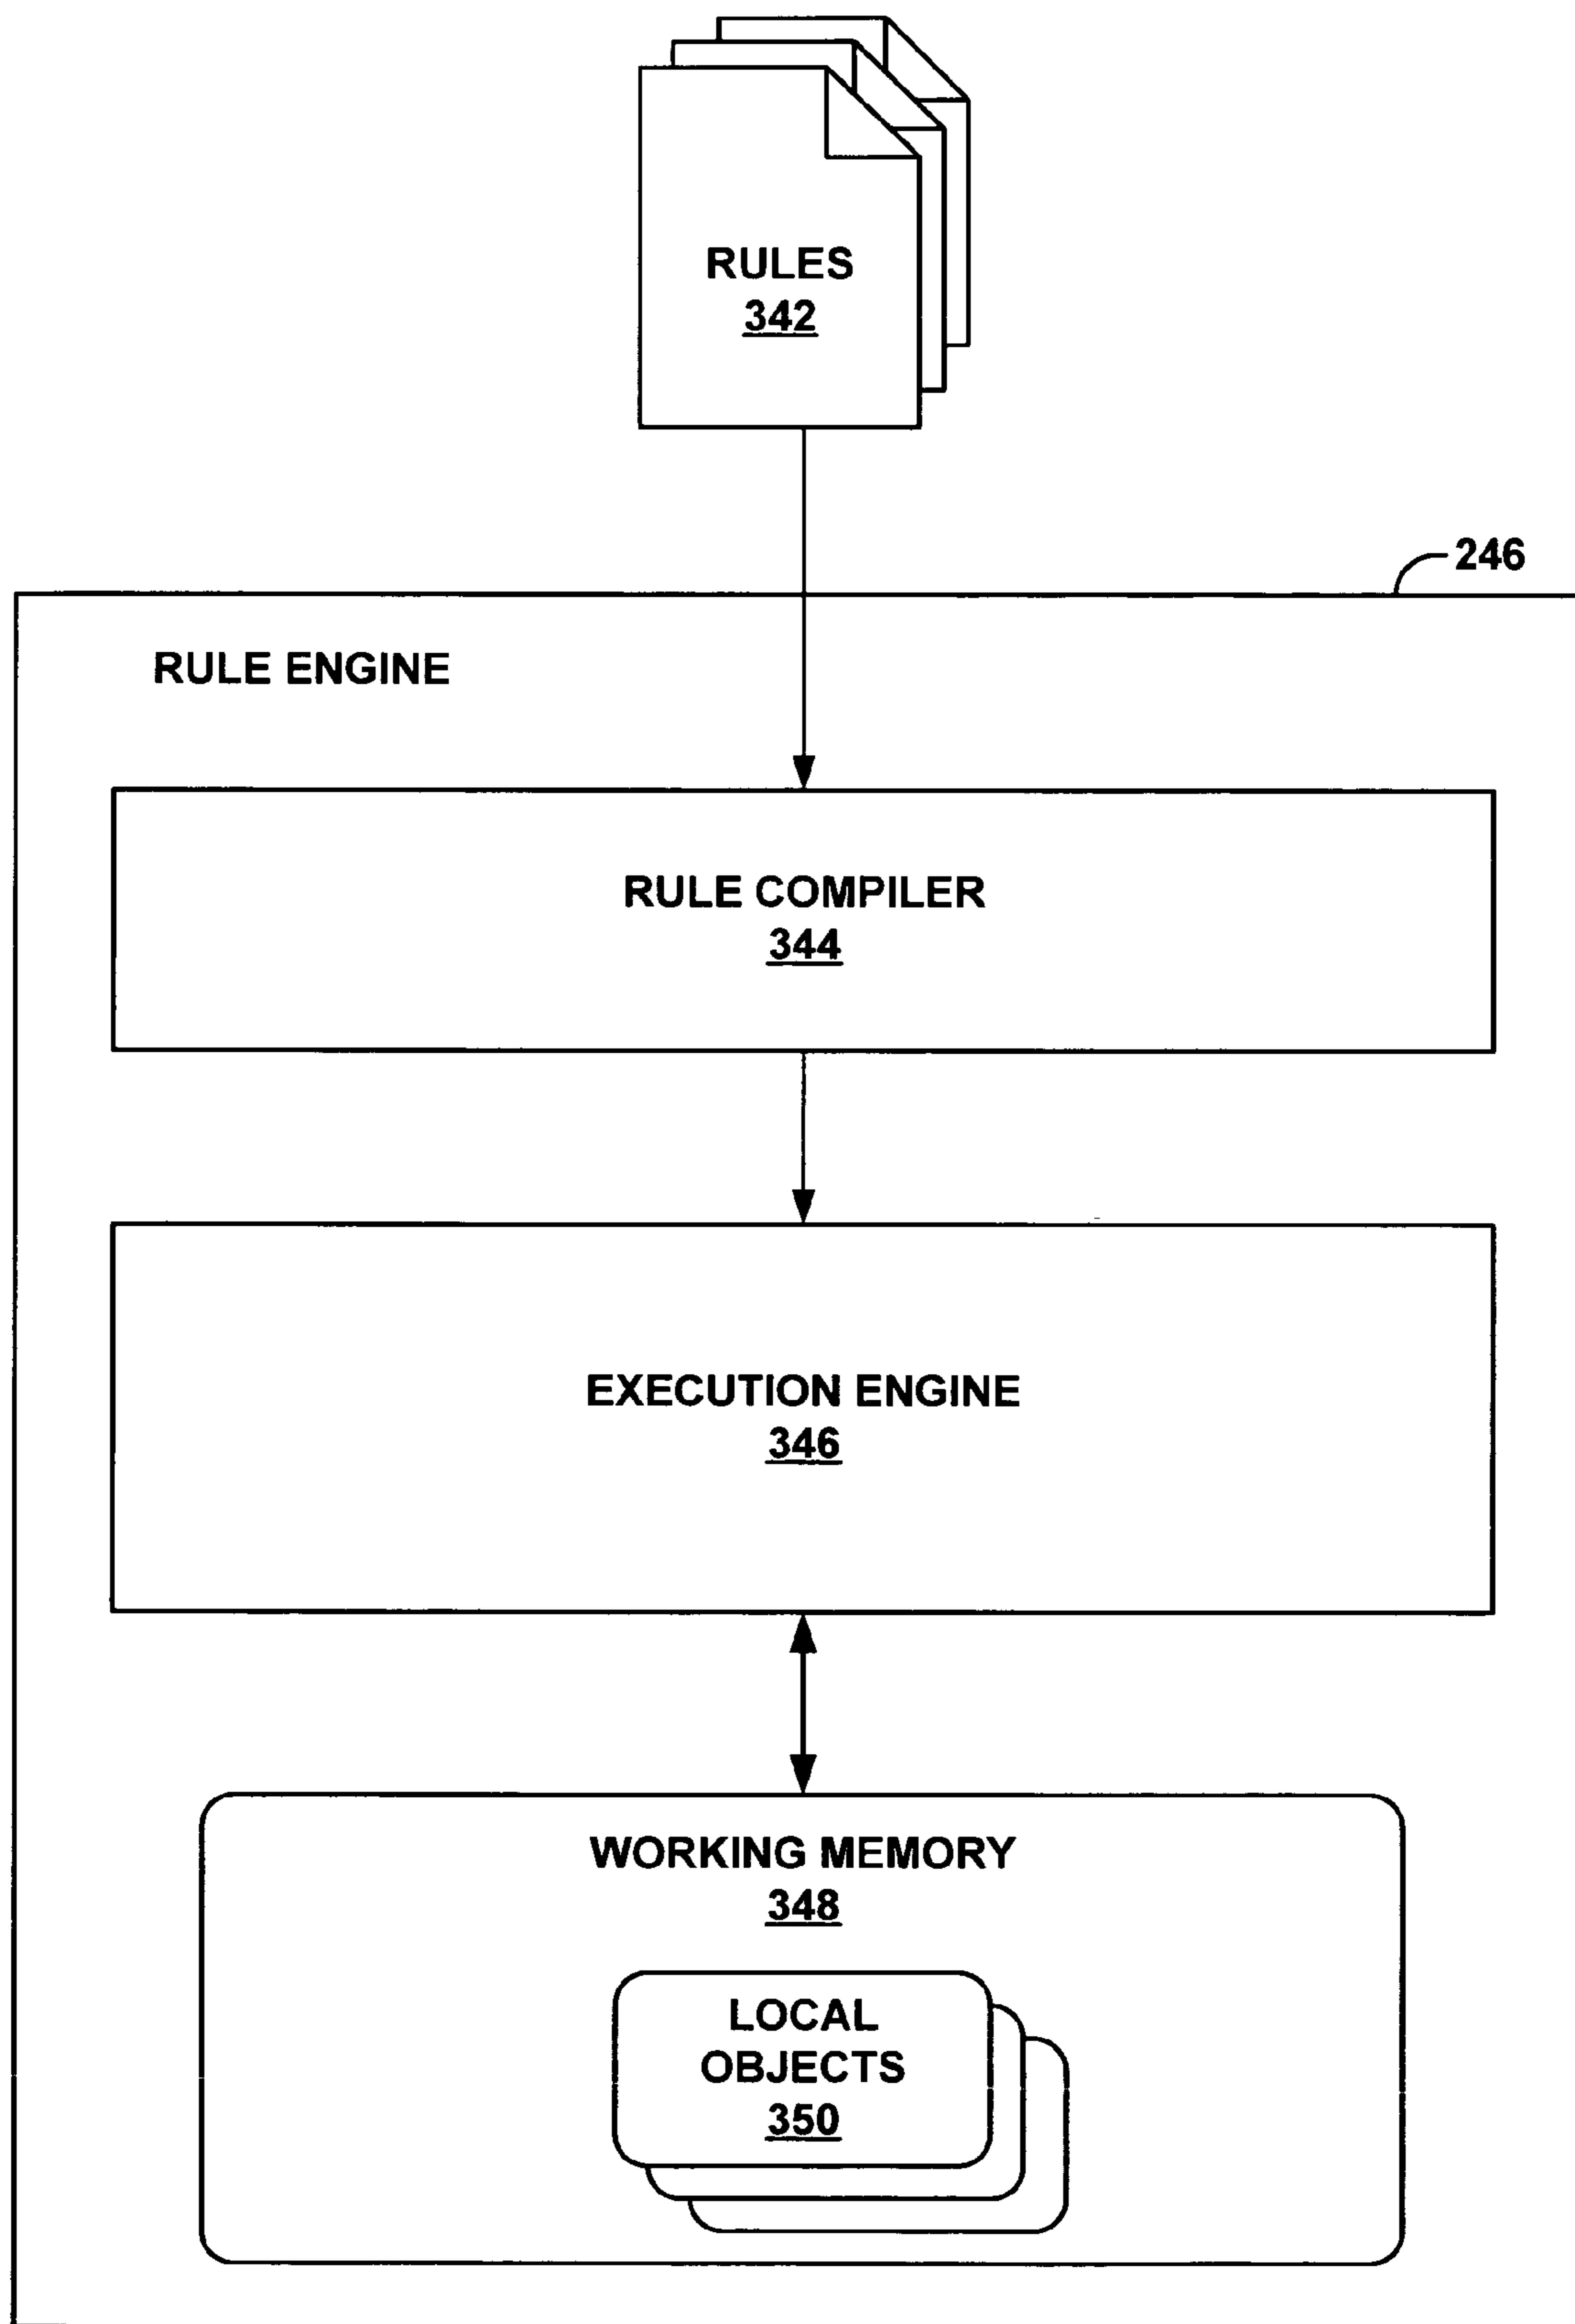 RULES
342
246
RULE ENGINE
RULE COMPILER
344
EXECUTION ENGINE
346
WORKING MEMORY
348
LOCAL
OBJECTS
350